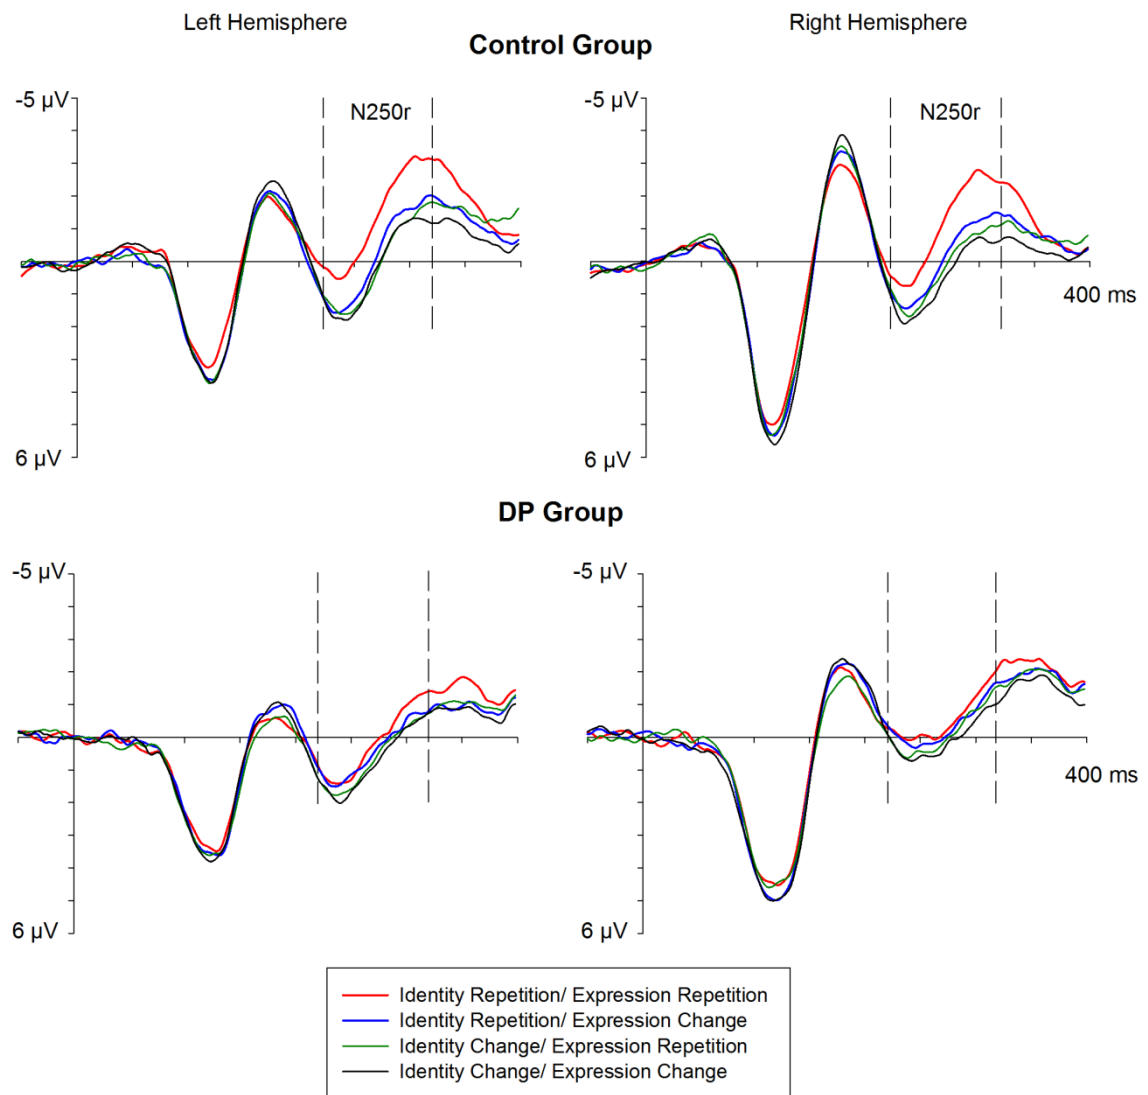 Left Hemisphere
Right Hemisphere
Control Group
-5 µV
N250r
-5 µV
N250r
400 ms
6 µV
6 µV
DP Group
-5 µV
-5 µV
400 ms
6 µV
6 µV
Identity Repetition/ Expression Repetition
Identity Repetition/ Expression Change
Identity Change/ Expression Repetition
Identity Change/ Expression Change